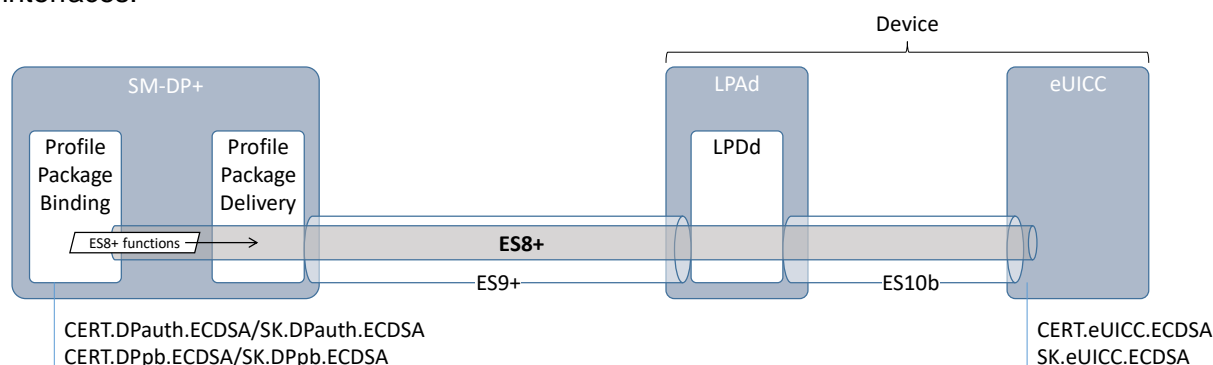 interfaces.
Device
SM-DP+
LPAd
eUICC
Profile
Package
Binding
Profile
Package
Delivery
LPDd
ES8+ functions
ES8+
ES9+
ES10b
CERT.DPauth.ECDSA/SK.DPauth.ECDSA
CERT.DPpb.ECDSA/SK.DPpb.ECDSA
CERT.eUICC.ECDSA
SK.eUICC.ECDSA